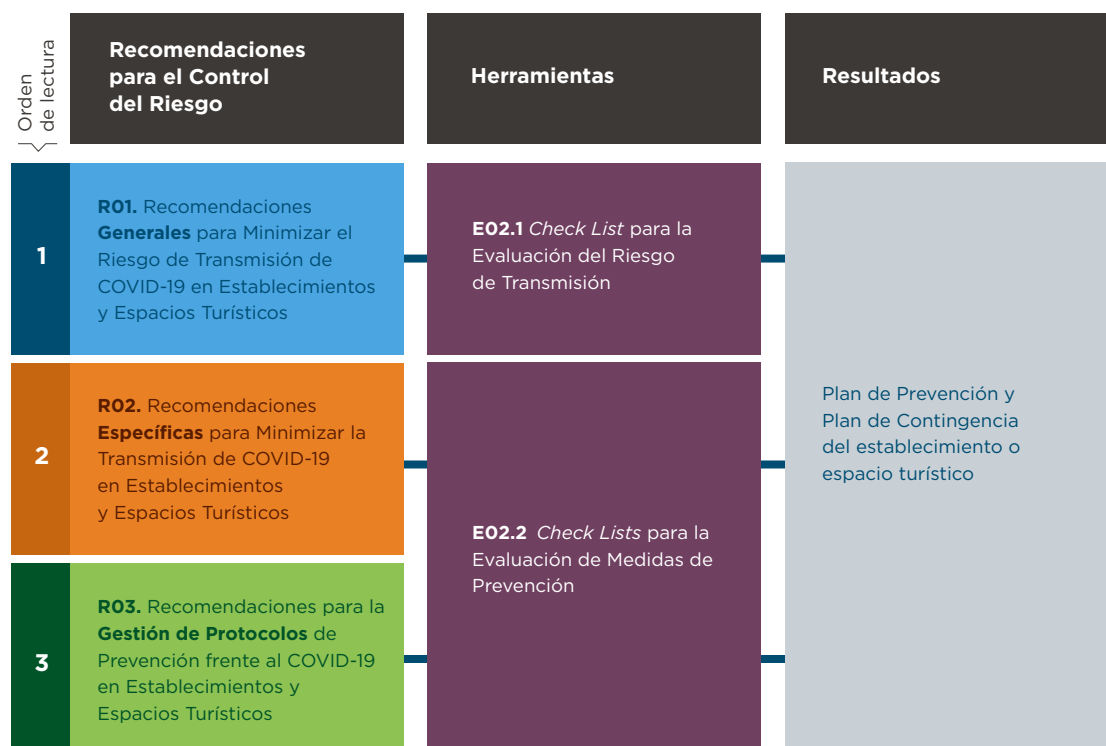 Orden
de lectura
Recomendaciones
para el Control
del Riesgo
Herramientas
Resultados
1
R01. Recomendaciones
Generales para Minimizar el
Riesgo de Transmisión de
COVID-19 en Establecimientos
y Espacios Turísticos
E02.1 Check List para la
Evaluación del Riesgo
de Transmisión
2
R02. Recomendaciones
Específicas para Minimizar la
Transmisión de COVID-19
en Establecimientos
y Espacios Turísticos
E02.2 Check Lists para la
Evaluación de Medidas de
Prevención
3
R03. Recomendaciones para la
Gestión de Protocolos de
Prevención frente al COVID-19
en Establecimientos y
Espacios Turísticos
Plan de Prevención y
Plan de Contingencia
del establecimiento o
espacio turístico